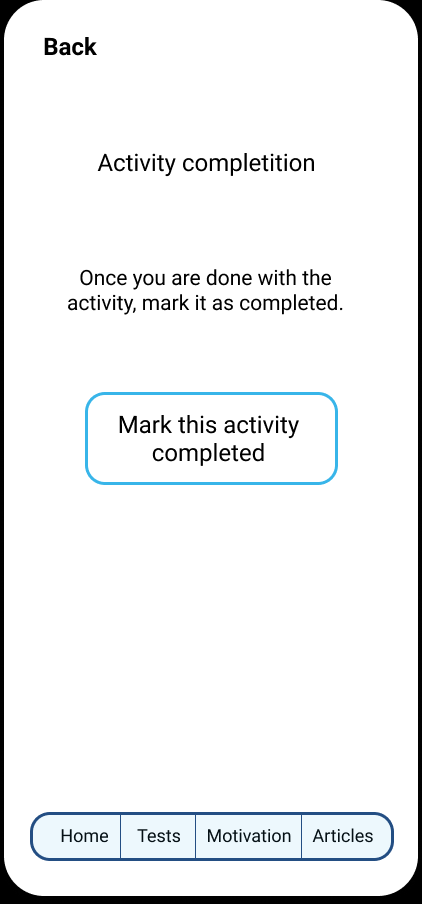 Back
Activity completition
Once you are done with the
activity, mark it as completed.
Mark this activity
completed
Home Tests Motivation Articles